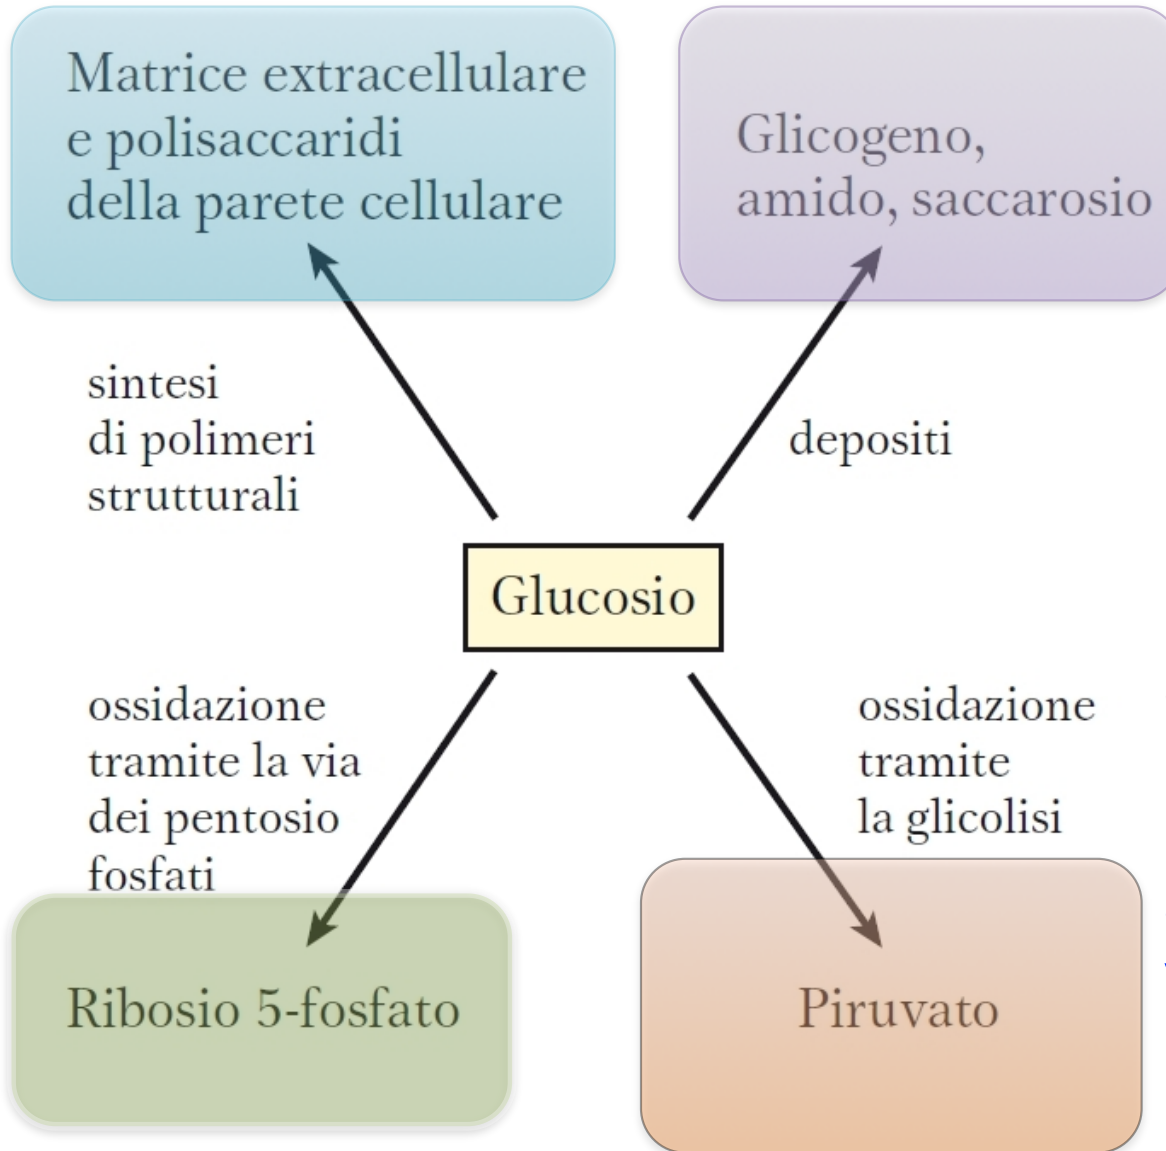 Matrice extracellulare
e polisaccaridi
della parete cellulare
Glicogeno,
amido, saccarosio
sintesi
di polimeri
strutturali
depositi
Glucosio
ossidazione
tramite la via
dei pentosio
fosfati
ossidazione
tramite
la glicolisi
Ribosio 5-fosfato
Piruvato